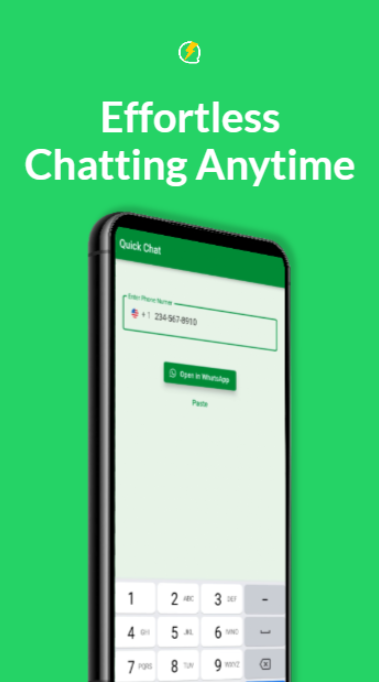 Effortless
Chatting Anytime
Quick Chat
Enter Phone Number
+1 234-567-8910
Open in WhatsApp
Paste
1
2 ABC
3 DEF
-
4 GHI
5 JKL
6 MNO
7 PQRS
8 TUV
9 WXYZ